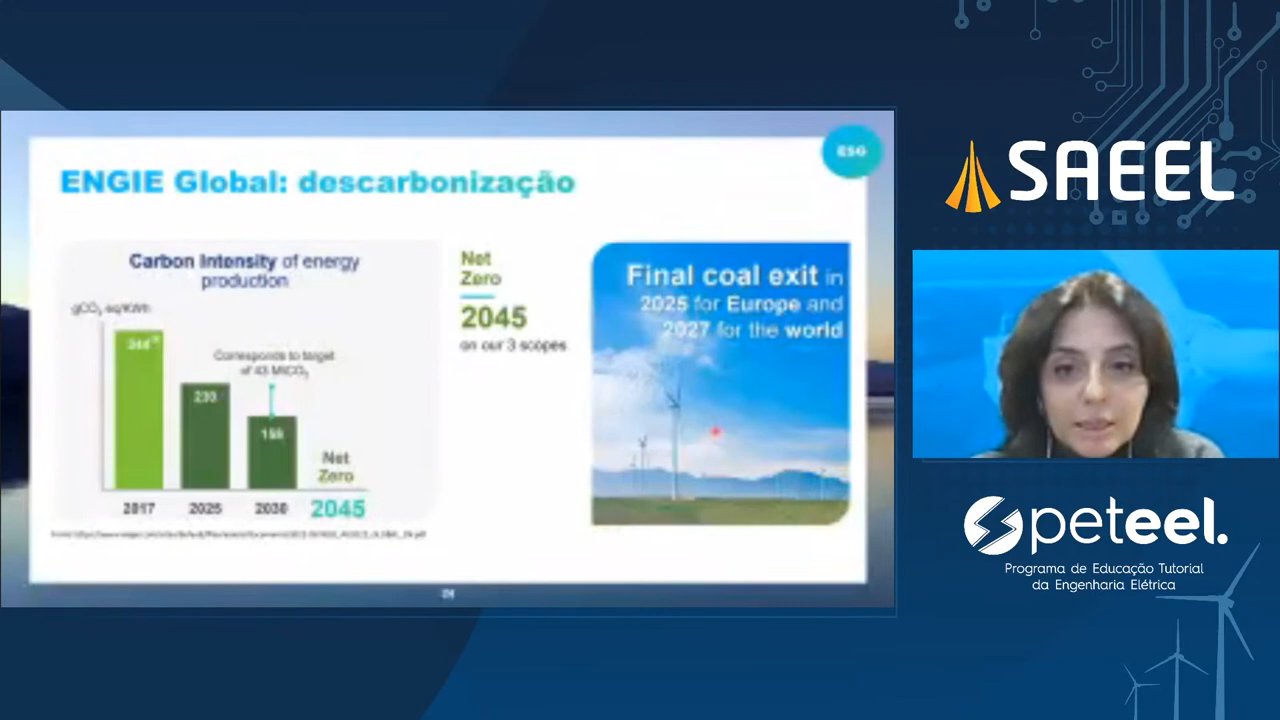 ESG
ENGIE Global: descarbonização
Carbon Intensity of energy
production
gCO₂ eq/KWh
Corresponds to target
of 43 MtCO₂
230
158
Net
Zero
2017
2025
2030
2045
Net
Zero
2045
on our 3 scopes
Final coal exit in
2025 for Europe and
2027 for the world
SAEEL
peteel.
Programa de Educação Tutorial
da Engenharia Elétrica